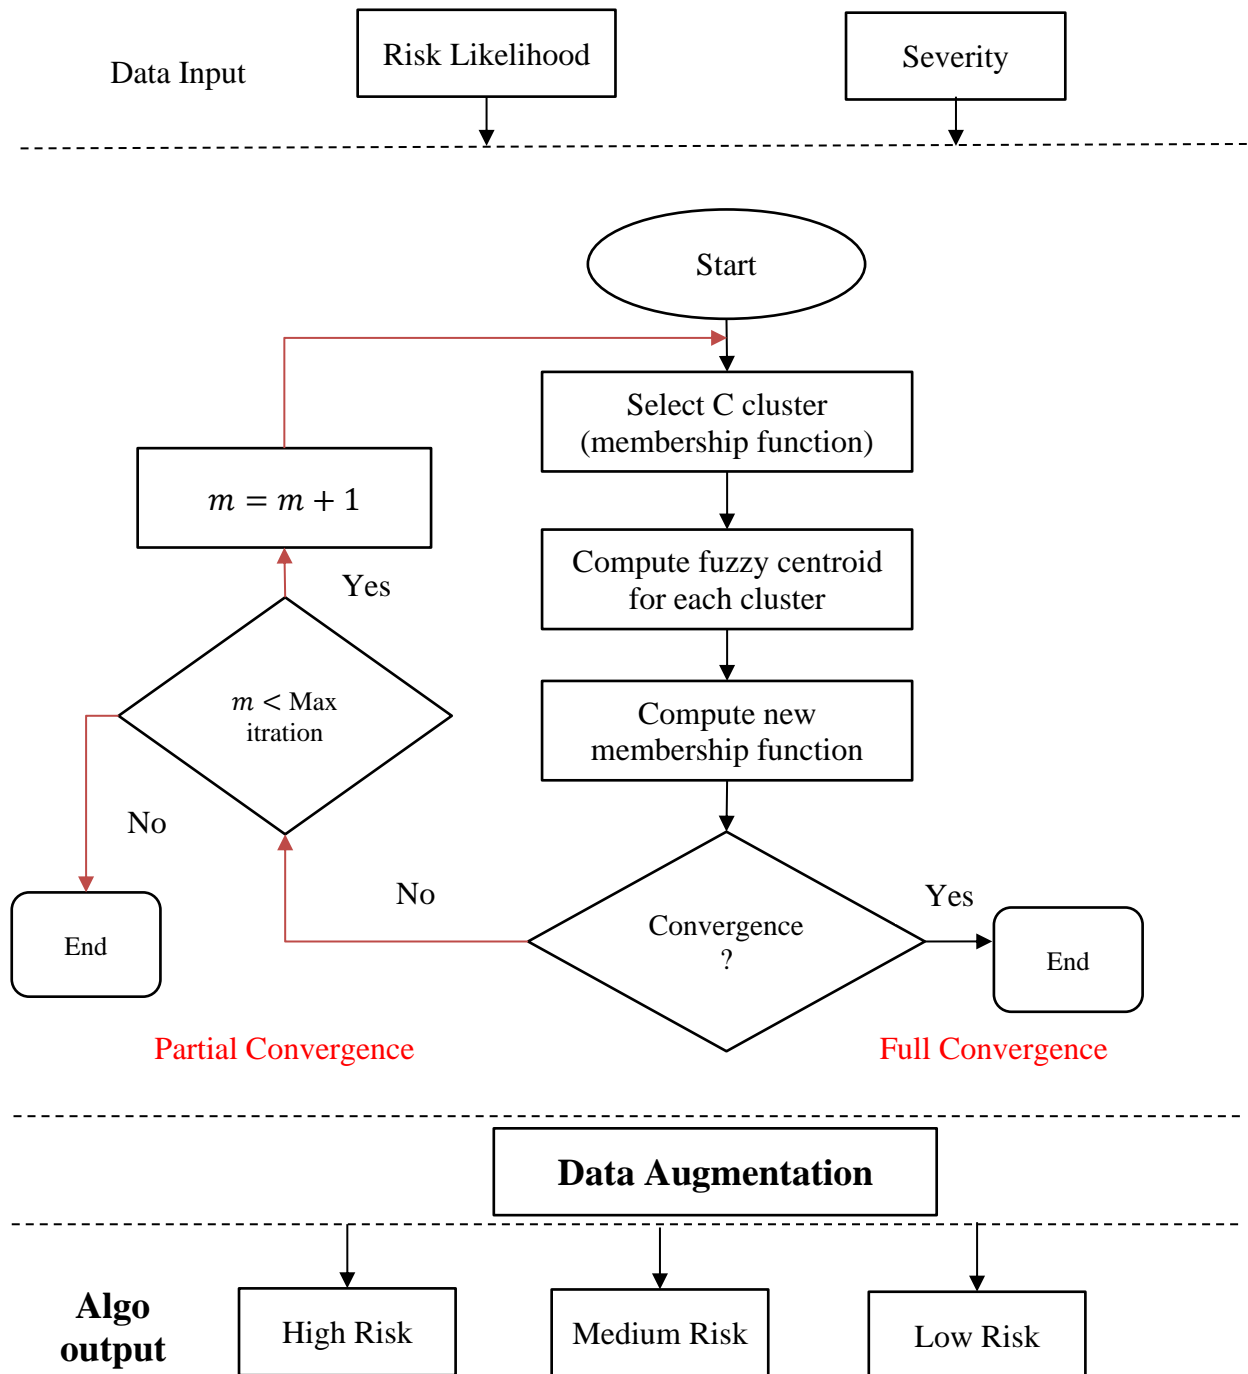 Risk Likelihood
Severity
Data Input
Start
Select C cluster
(membership function)
𝑚 = 𝑚 + 1
Compute fuzzy centroid
for each cluster
Yes
𝑚 < Max
itration
Compute new
membership function
No
No
Yes
Convergence
?
End
End
Partial Convergence
Full Convergence
Data Augmentation
Algo
output
High Risk
Medium Risk
Low Risk